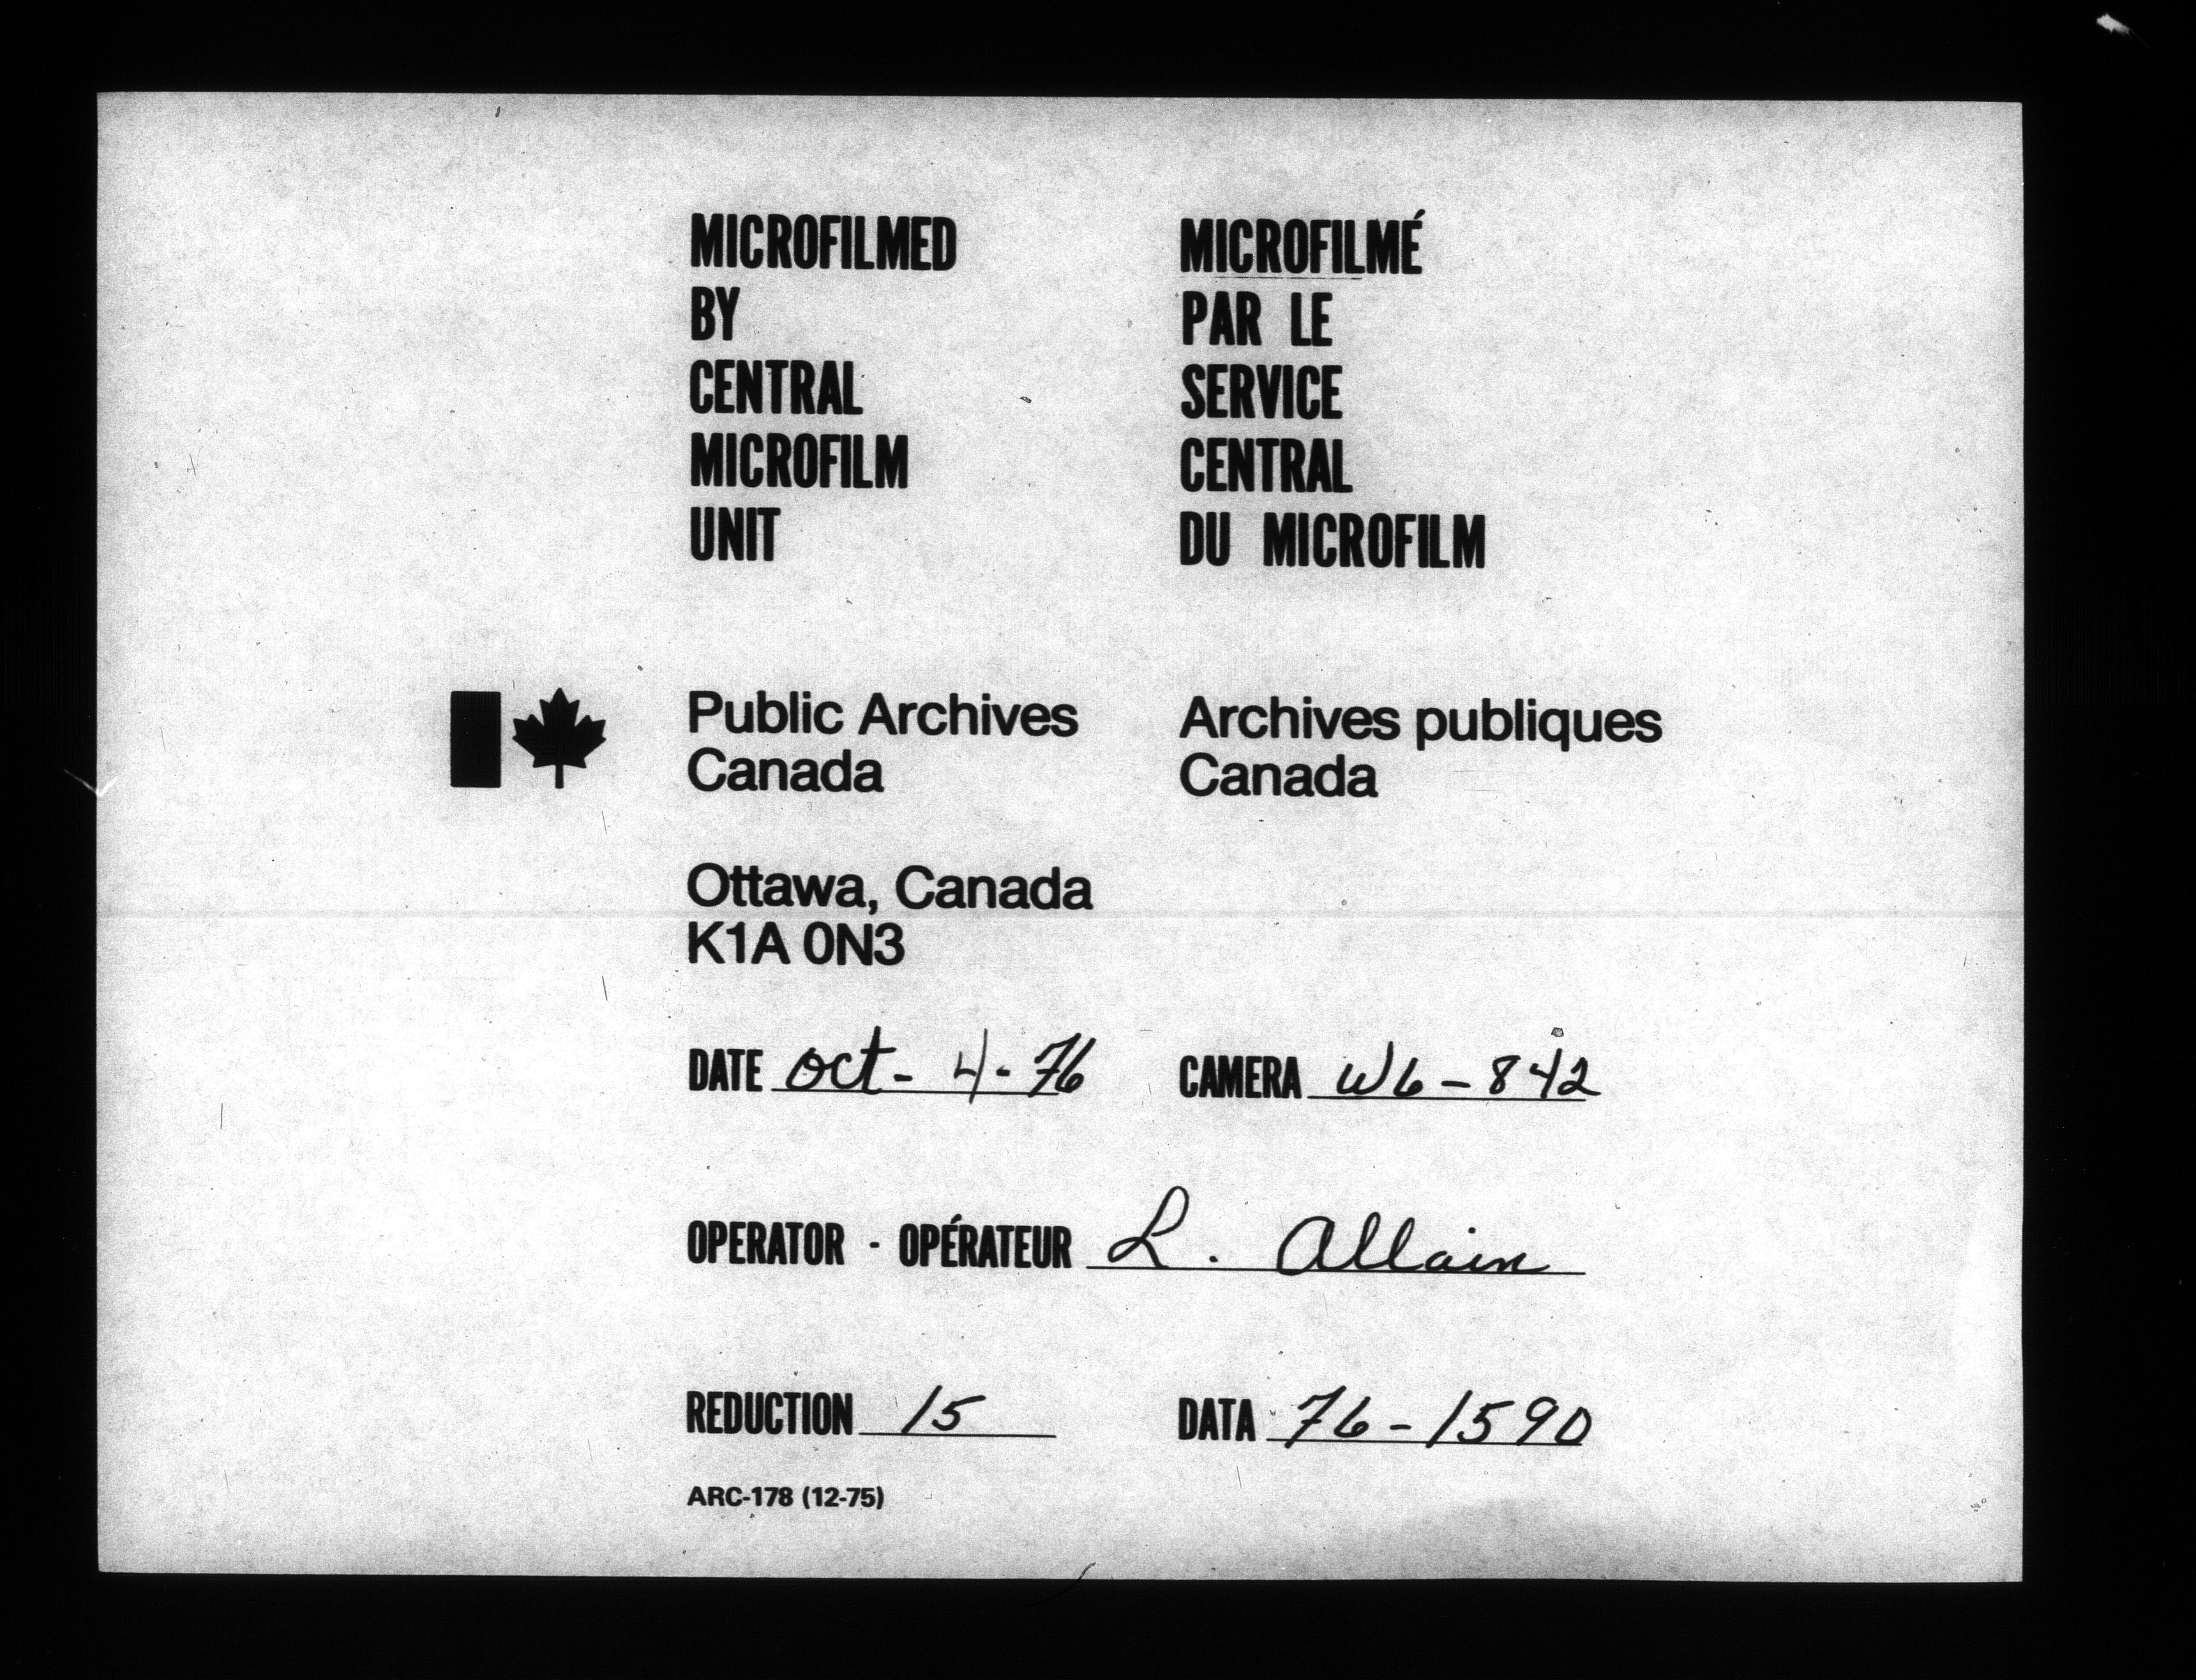 MICROFILMED
BY
CENTRAL
MICROFILM
UNIT
MICROFILMÉ
PAR LE
SERVICE
CENTRAL
DU MICROFILM
Public Archives
Canada
Archives publiques
Canada
Ottawa, Canada
K1A 0N3
DATE Oct - 4 - 76 CAMERA W6 - 842
OPERATOR - OPÉRATEUR L. Allain
REDUCTION 15 DATA 76 - 1590
ARC-178 (12-75)